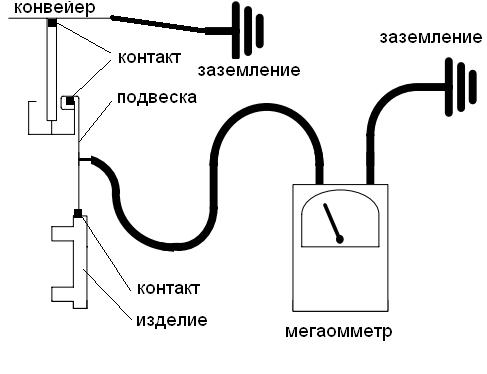 конвейер
заземление
контакт
заземление
подвеска
контакт
изделие
мегаомметр